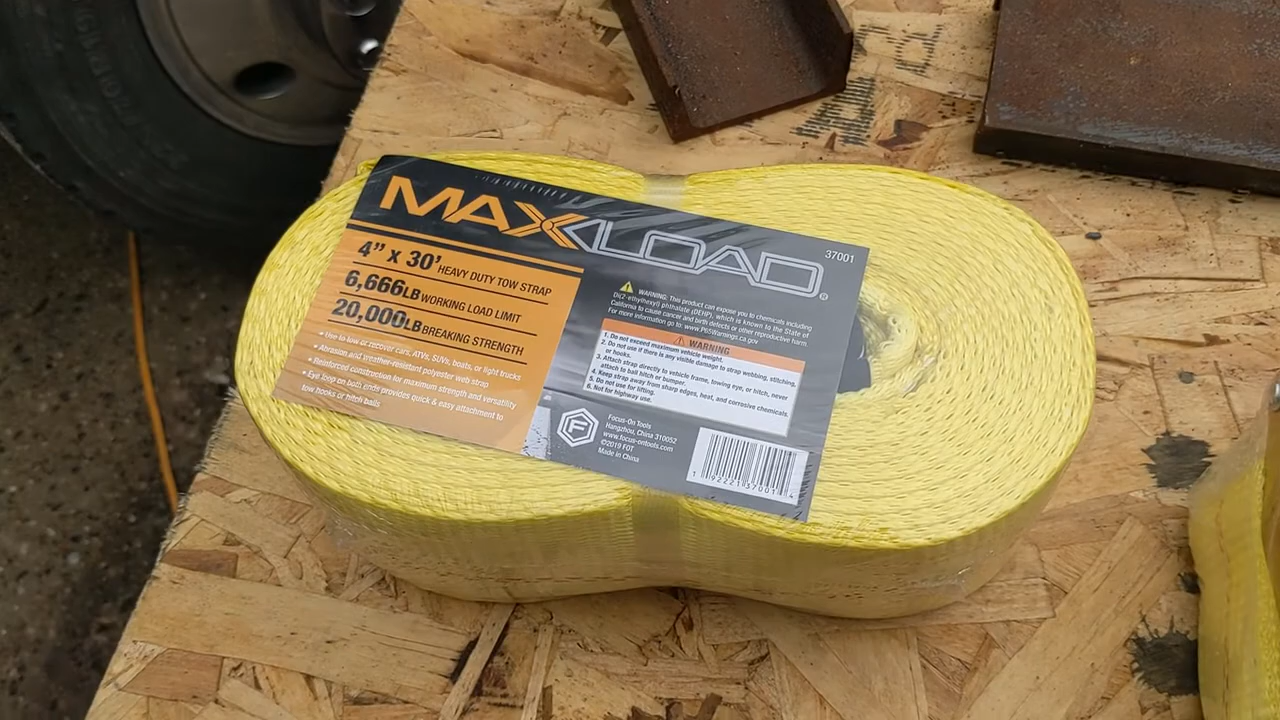 MAXLOAD®
37001
4” x 30’ HEAVY DUTY TOW STRAP
6,666LB WORKING LOAD LIMIT
20,000LB BREAKING STRENGTH
• Use to tow or recover cars, ATVs, SUVs, boats, or light trucks
• Abrasion and weather-resistant polyester web strap
• Reinforced construction for maximum strength and versatility
• Eye loop on both ends provides quick & easy attachment to
tow hooks or hitch balls
WARNING: This product can expose you to chemicals including
Di(2-ethylhexyl) phthalate (DEHP), which is known to the State of
California to cause cancer and birth defects or other reproductive harm.
For more information go to: www.P65Warnings.ca.gov
WARNING
1. Do not exceed maximum vehicle weight.
2. Do not use if there is any visible damage to strap webbing, stitching,
or hooks.
3. Attach strap directly to vehicle frame, towing eye, or hitch, never
attach to ball hitch or bumper.
4. Keep strap away from sharp edges, heat, and corrosive chemicals.
5. Do not use for lifting.
6. Not for highway use.
F
Focus-On Tools
Hangzhou, China 310052
www.focus-ontools.com
©2019 FOT
Made in China
1 92221 37001 4